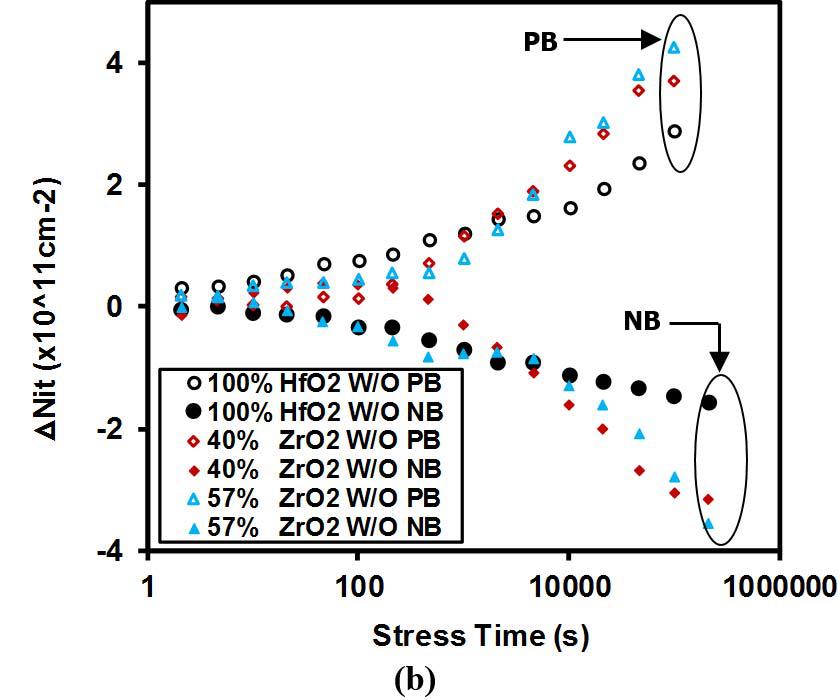 PB
4
2
0
-2
-4
NB
ΔNit (x10^11cm-2)
100% HfO2 W/O PB
100% HfO2 W/O NB
40% ZrO2 W/O PB
40% ZrO2 W/O NB
57% ZrO2 W/O PB
57% ZrO2 W/O NB
1 100 10000 1000000
Stress Time (s)
(b)